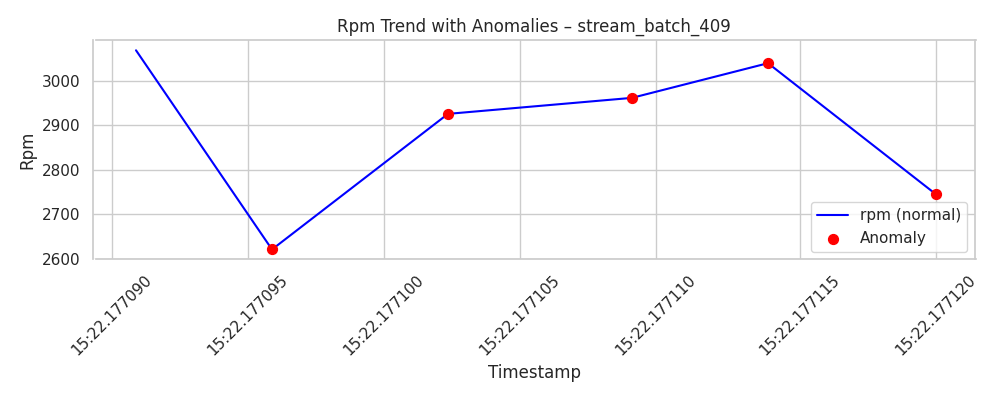 Rpm Trend with Anomalies – stream_batch_409
3000
2900
2800
2700
2600
Rpm
rpm (normal)
Anomaly
15:22.177090
15:22.177095
15:22.177100
15:22.177105
15:22.177110
15:22.177115
15:22.177120
Timestamp